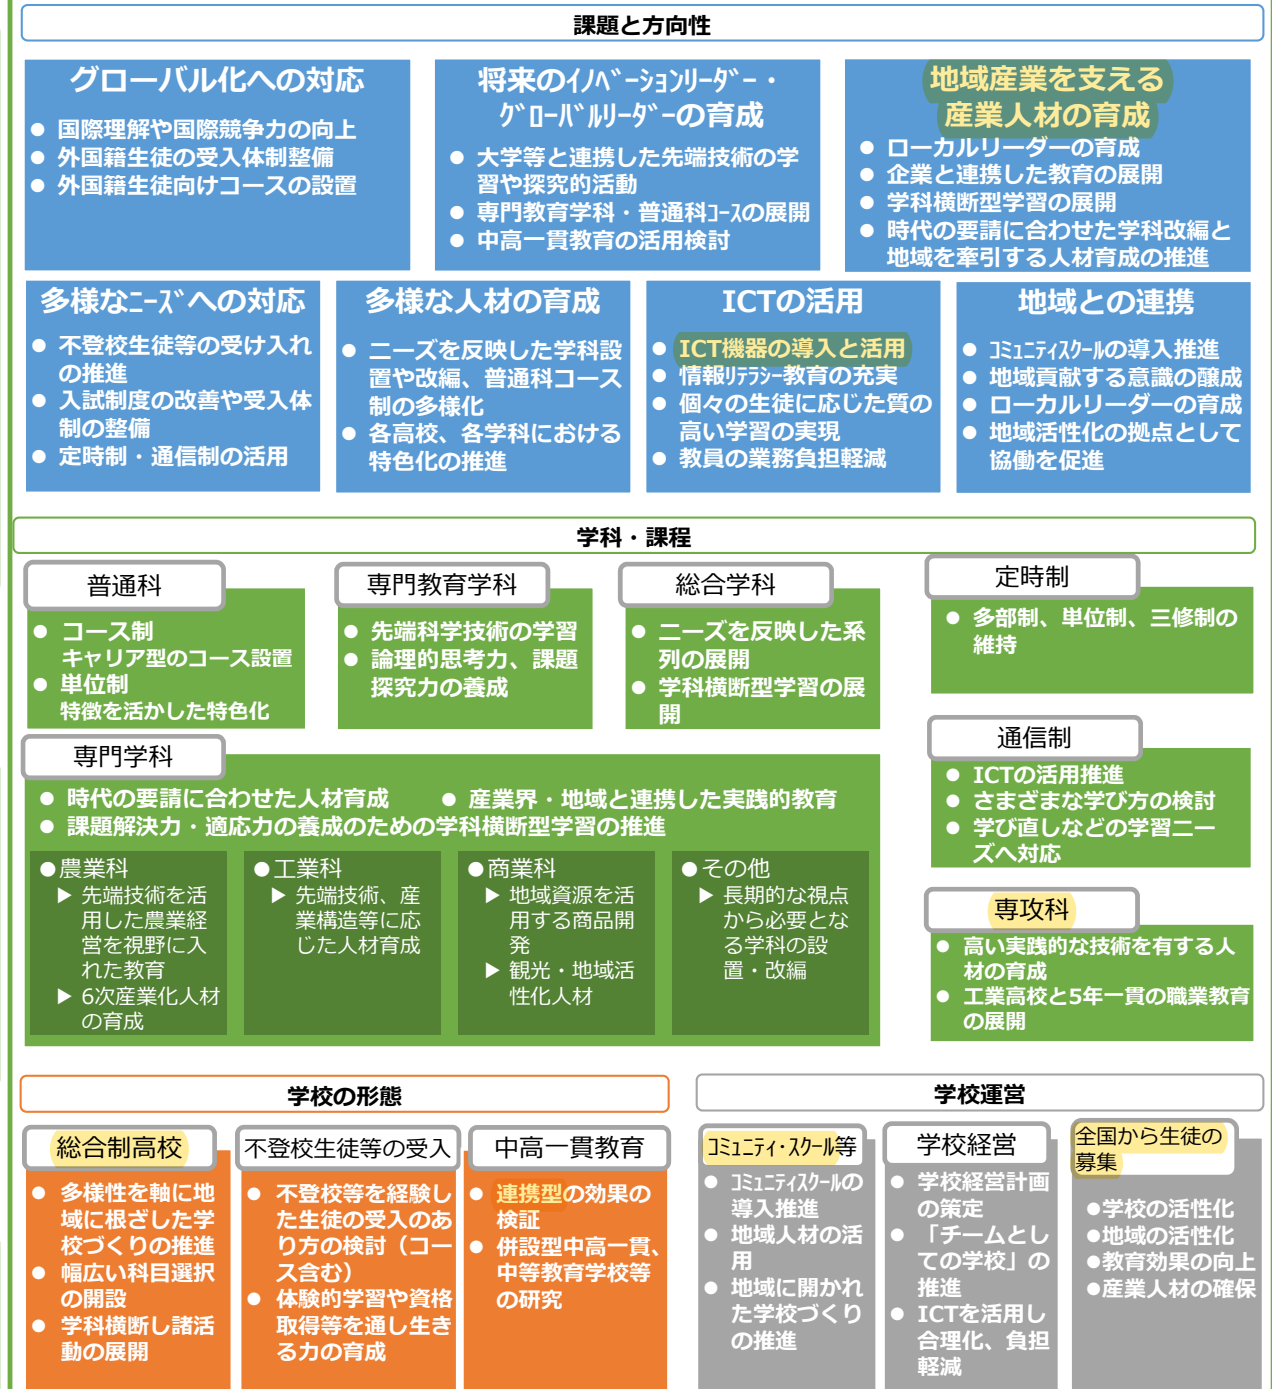 課題と方向性
グローバル化への対応
● 国際理解や国際競争力の向上
● 外国籍生徒の受入体制整備
● 外国籍生徒向けコースの設置
将来のｲﾉﾍﾞｰｼｮﾝﾘｰﾀﾞｰ・
ｸﾞﾛｰﾊﾞﾙﾘｰﾀﾞｰの育成
● 大学等と連携した先端技術の学
習や探究的活動
● 専門教育学科・普通科ｺｰｽの展開
● 中高一貫教育の活用検討
地域産業を支える
産業人材の育成
● ローカルリーダーの育成
● 企業と連携した教育の展開
● 学科横断型学習の展開
● 時代の要請に合わせた学科改編と
地域を牽引する人材育成の推進
多様なﾆｰｽﾞへの対応
● 不登校生徒等の受け入れ
の推進
● 入試制度の改善や受入体
制の整備
● 定時制・通信制の活用
多様な人材の育成
● ニーズを反映した学科設
置や改編、普通科コース
制の多様化
● 各高校、各学科における
特色化の推進
ICTの活用
● ICT機器の導入と活用
● 情報ﾘﾃﾗｼｰ教育の充実
● 個々の生徒に応じた質の
高い学習の実現
● 教員の業務負担軽減
地域との連携
● ｺﾐｭﾆﾃｨｽｸｰﾙの導入推進
● 地域貢献する意識の醸成
● ローカルリーダーの育成
● 地域活性化の拠点として
協働を促進
学科・課程
普通科
● コース制
キャリア型のコース設置
● 単位制
特徴を活かした特色化
専門教育学科
● 先端科学技術の学習
● 論理的思考力、課題
探究力の養成
総合学科
● ニーズを反映した系
列の展開
● 学科横断型学習の展
開
定時制
● 多部制、単位制、三修制の
維持
専門学科
● 時代の要請に合わせた人材育成 ● 産業界・地域と連携した実践的教育
● 課題解決力・適応力の養成のための学科横断型学習の推進
●農業科
▶ 先端技術を活
用した農業経
営を視野に入
れた教育
▶ 6次産業化人材
の育成
●工業科
▶ 先端技術、産
業構造等に応
じた人材育成
●商業科
▶ 地域資源を活
用する商品開
発
▶ 観光・地域活
性化人材
●その他
▶ 長期的な視点
から必要とな
る学科の設
置・改編
通信制
● ICTの活用推進
● さまざまな学び方の検討
● 学び直しなどの学習ニー
ズへ対応
専攻科
● 高い実践的な技術を有する人
材の育成
● 工業高校と5年一貫の職業教育
の展開
学校の形態
総合制高校
● 多様性を軸に地
域に根ざした学
校づくりの推進
● 幅広い科目選択
の開設
● 学科横断し諸活
動の展開
不登校生徒等の受入
● 不登校等を経験し
た生徒の受入のあ
り方の検討（コー
ス含む）
● 体験的学習や資格
取得等を通し生き
る力の育成
中高一貫教育
● 連携型の効果の
検証
● 併設型中高一貫、
中等教育学校等
の研究
学校運営
ｺﾐｭﾆﾃｨ・ｽｸｰﾙ等
● ｺﾐｭﾆﾃｨｽｸｰﾙの
導入推進
● 地域人材の活
用
● 地域に開かれ
た学校づくり
の推進
学校経営
● 学校経営計画
の策定
● 「チームとし
ての学校」の
推進
● ICTを活用し
合理化、負担
軽減
全国から生徒の
募集
●学校の活性化
●地域の活性化
●教育効果の向上
●産業人材の確保